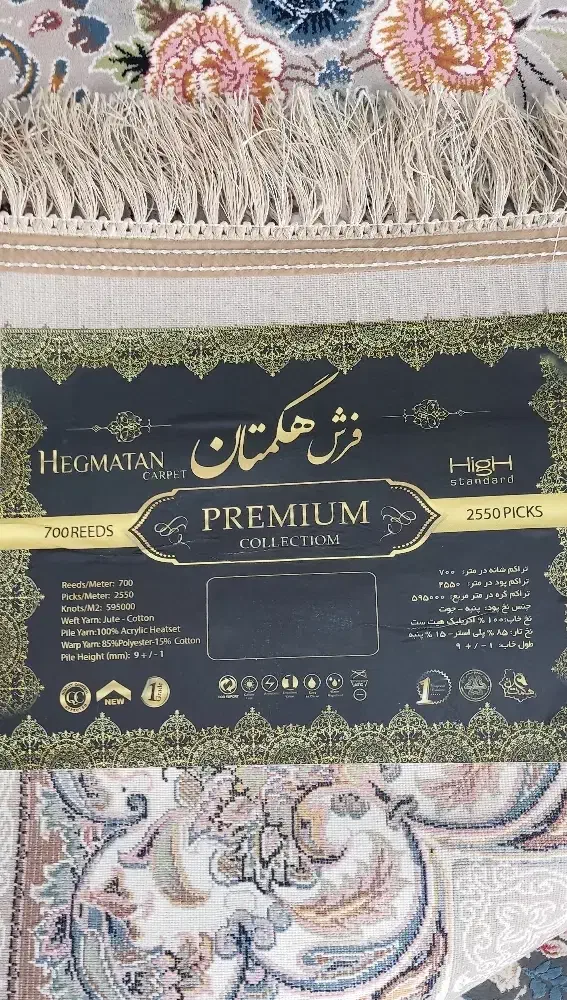 فرش هگمتان
HEGMATAN
CARPET
High
standard
700 REEDS
PREMIUM
COLLECTIOM
2550 PICKS
Reeds/Meter: 700
Picks/Meter: 2550
Knots/M2: 595000
Weft Yarn: Jute - Cotton
Pile Yarn:100% Acrylic Heatset
Warp Yarn: 85%Polyester-15% Cotton
Pile Height (mm): 9 + / - 1
تراکم شانه در متر: ۷۰۰
تراکم پود در متر: ۲۵۵۰
تراکم گره در متر مربع: ۵۹۵۰۰۰
جنس نخ پود: پنبه - جوت
نخ خاب: ۱۰۰ % آکریلیک هیت ست
نخ تار: ۸۵ % پلی استر - ۱۵ % پنبه
طول خاب: ۱ - / + ۹
NEW
1